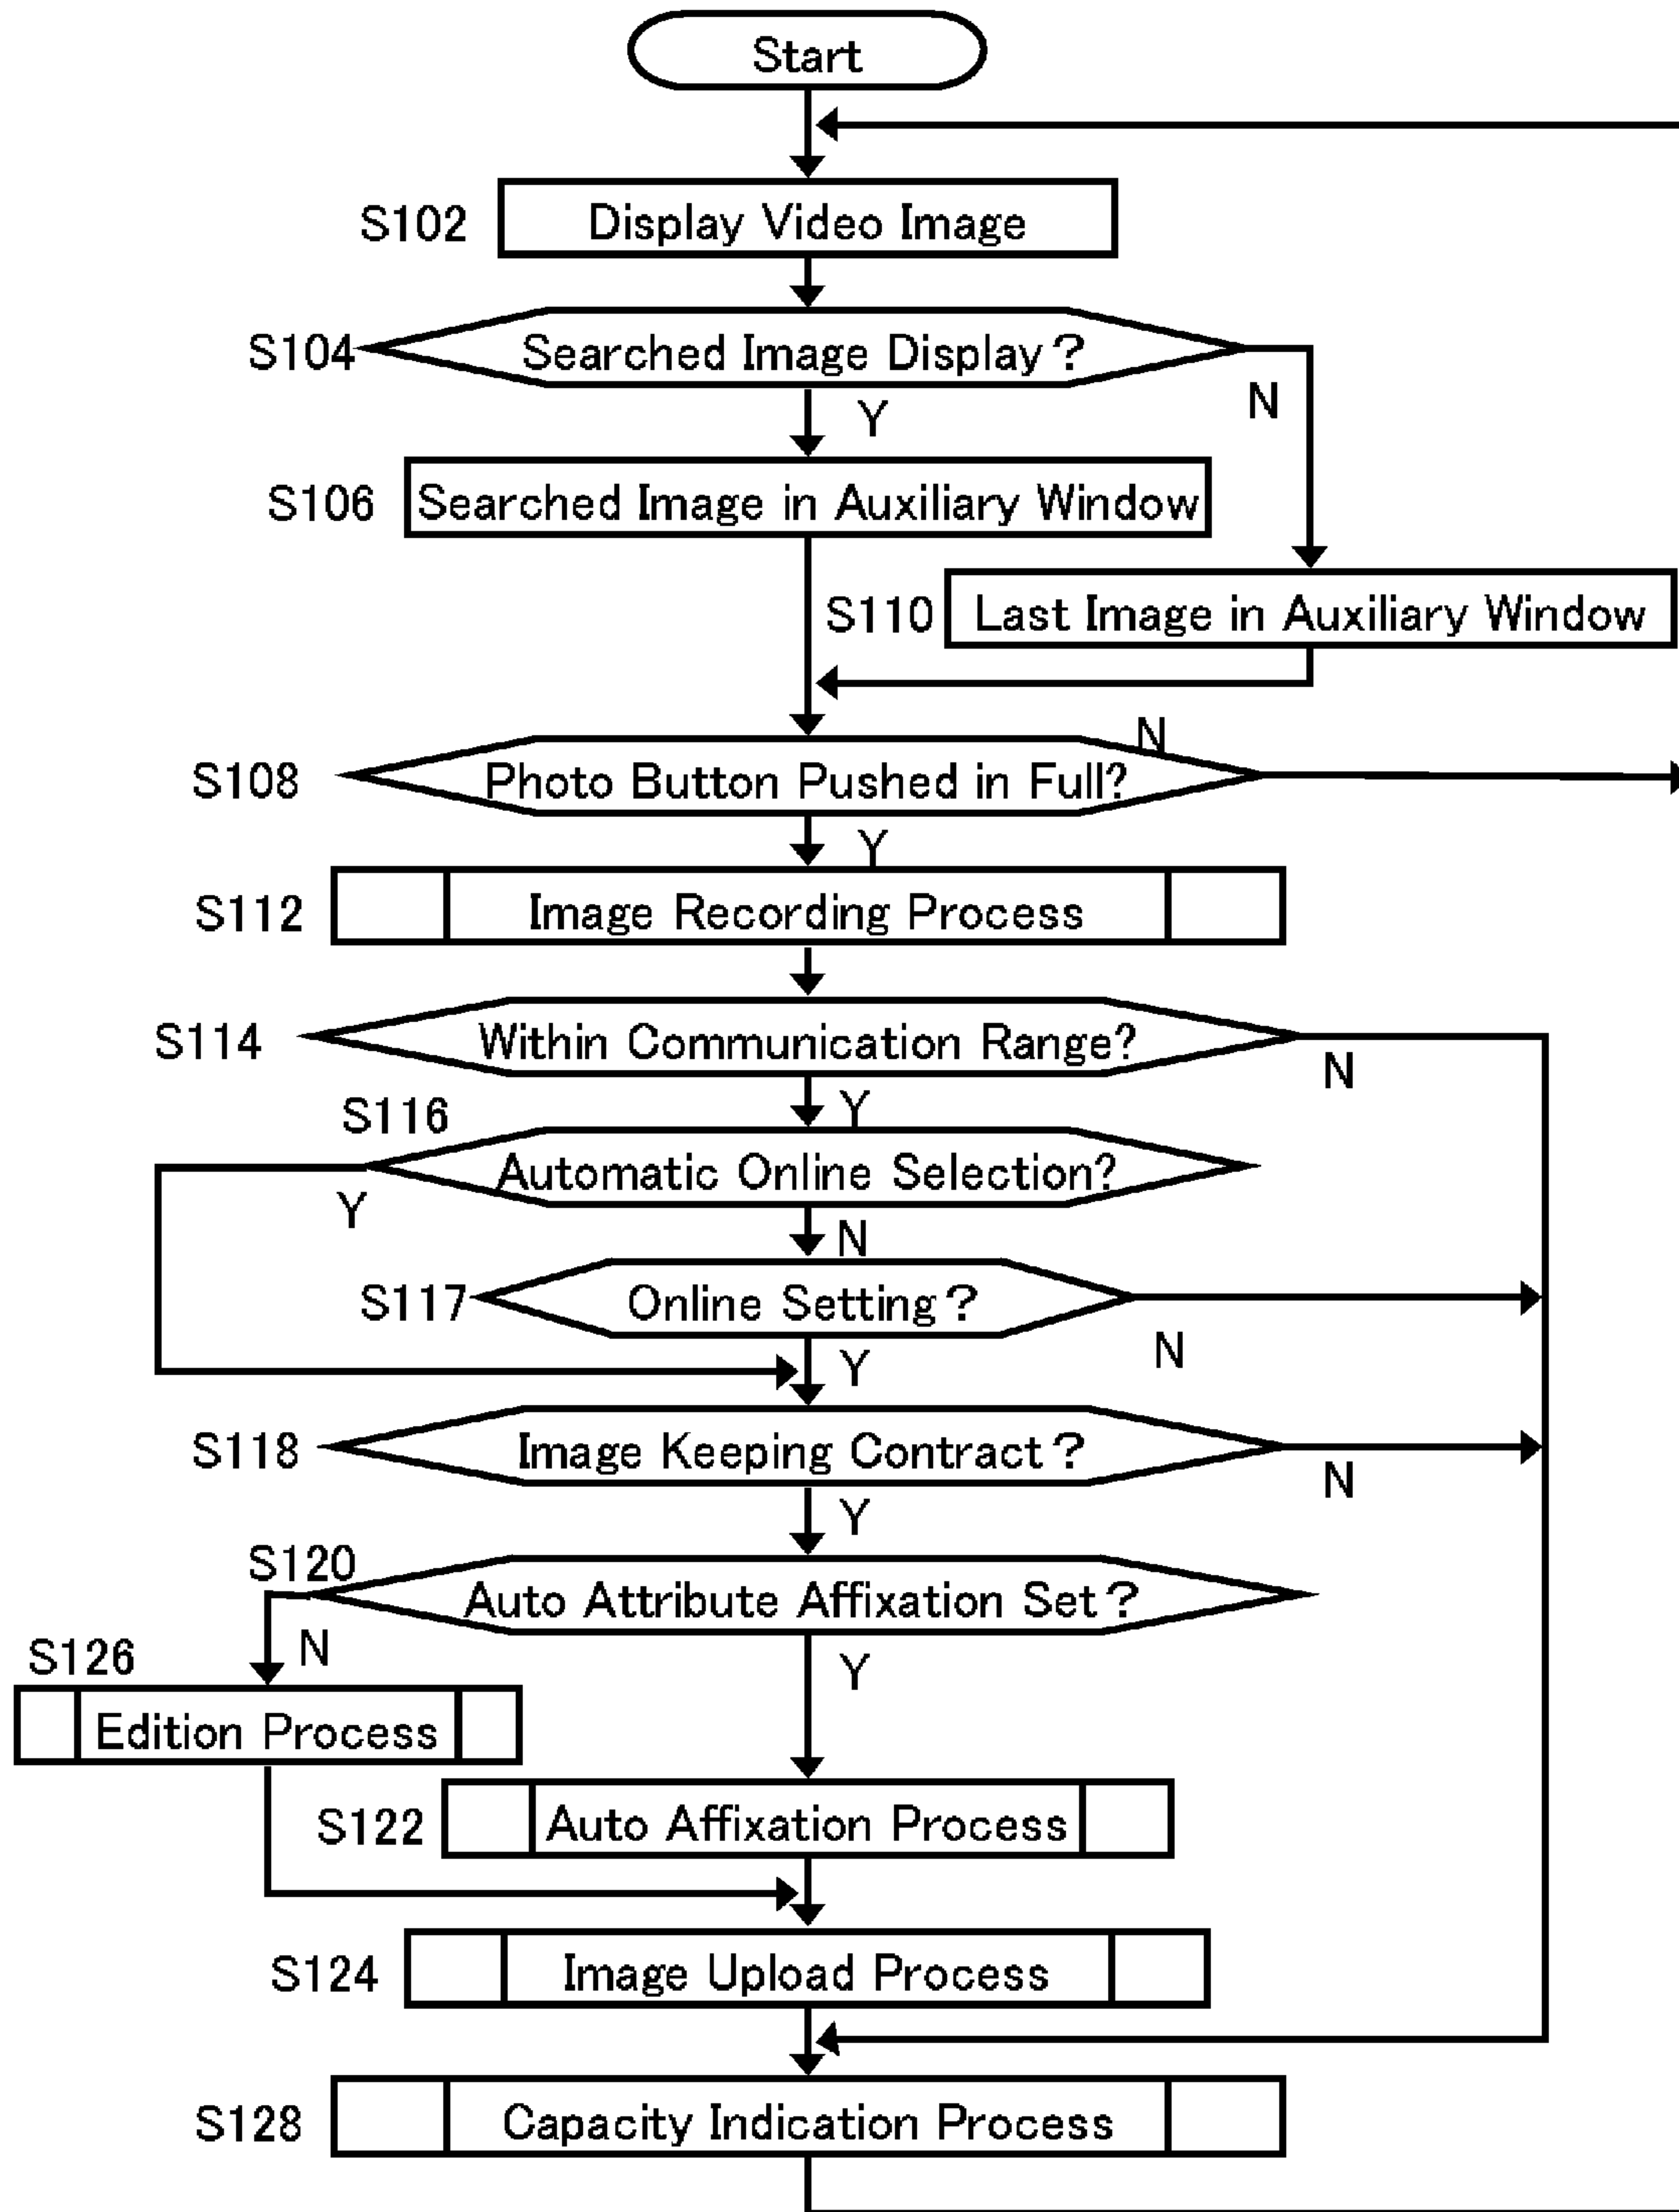 Start
S102 Display Video Image
S104 Searched Image Display?
Y
N
S106 Searched Image in Auxiliary Window
S110 Last Image in Auxiliary Window
N
S108 Photo Button Pushed in Full?
Y
S112 Image Recording Process
S114 Within Communication Range?
N
Y
S116
Automatic Online Selection?
Y
N
S117 Online Setting?
N
Y
S118 Image Keeping Contract?
N
Y
S120
Auto Attribute Affixation Set?
N
Y
S126
Edition Process
S122 Auto Affixation Process
S124 Image Upload Process
S128 Capacity Indication Process